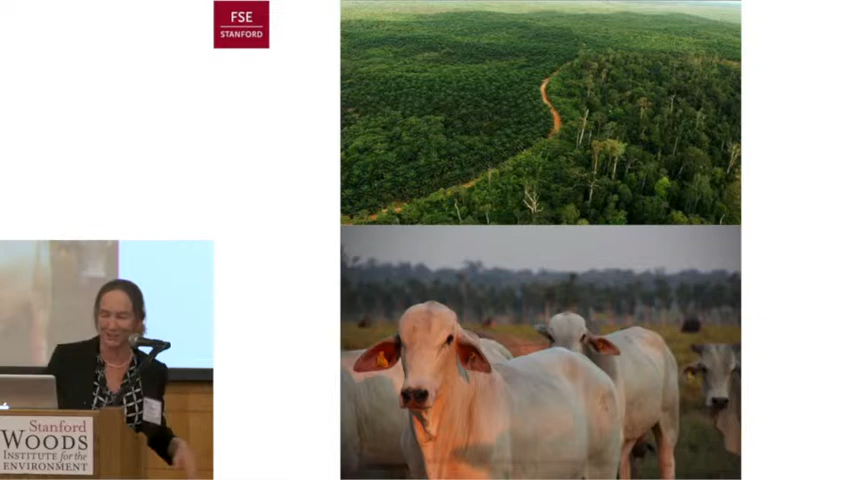 FSE
STANFORD
Stanford
WOODS
INSTITUTE for the
ENVIRONMENT